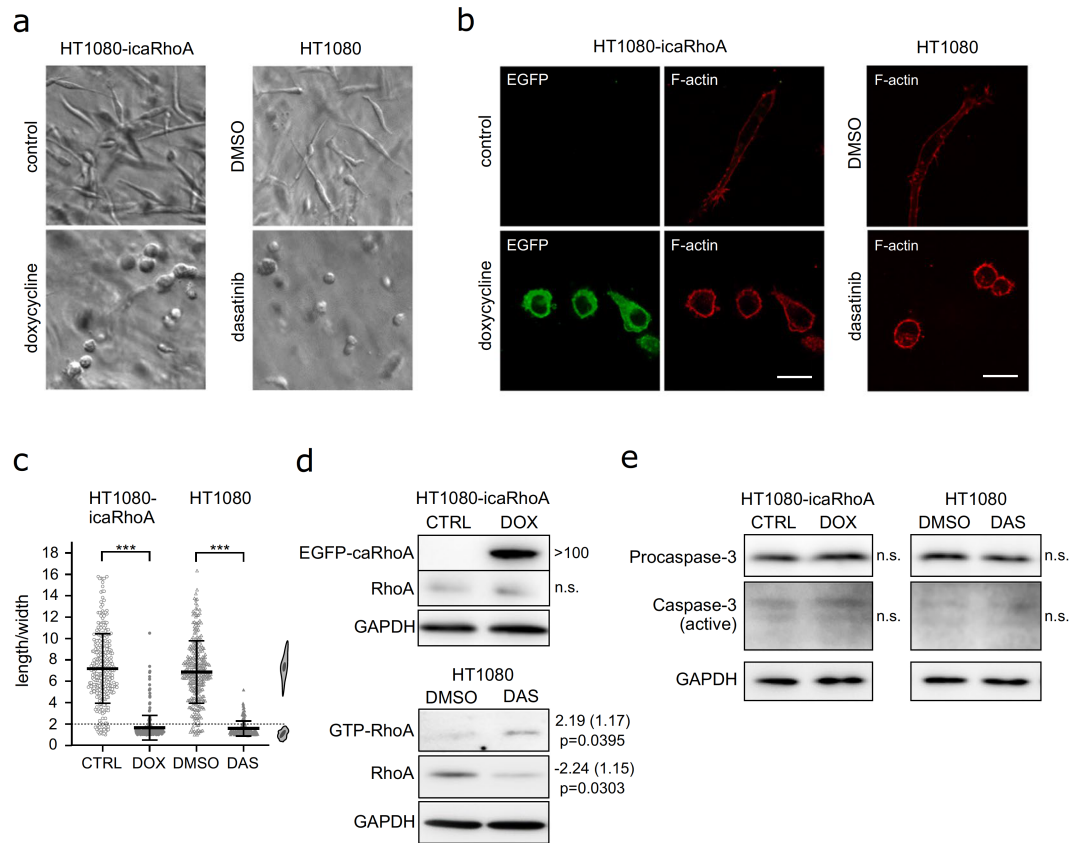 a
HT1080-icaRhoA
HT1080
control
DMSO
doxycycline
dasatinib
b
HT1080-icaRhoA
HT1080
control
EGFP
F-actin
DMSO
F-actin
doxycycline
EGFP
F-actin
dasatinib
F-actin
c
HT1080-
icaRhoA
HT1080
length/width
***
***
18
16
14
12
10
8
6
4
2
0
CTRL DOX DMSO DAS
d
HT1080-icaRhoA
CTRL DOX
EGFP-caRhoA >100
RhoA n.s.
GAPDH
HT1080
DMSO DAS
GTP-RhoA
2.19 (1.17)
p=0.0395
RhoA
-2.24 (1.15)
p=0.0303
GAPDH
e
HT1080-icaRhoA
HT1080
CTRL DOX
DMSO DAS
Procaspase-3 n.s. n.s.
Caspase-3
(active)
n.s. n.s.
GAPDH